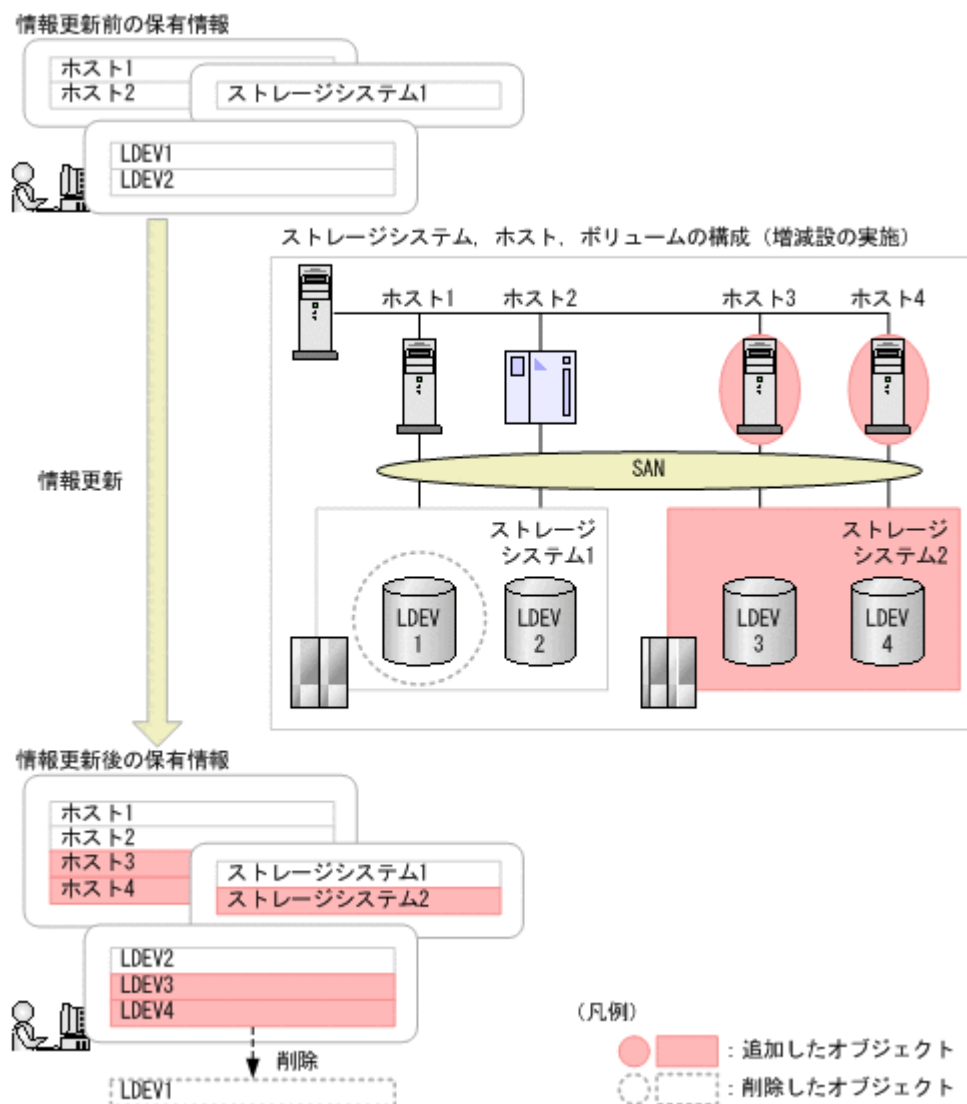 情報更新前の保有情報
ホスト1
ホスト2
ストレージシステム1
LDEV1
LDEV2
ストレージシステム，ホスト，ボリュームの構成（増減設の実施）
ホスト1
ホスト2
ホスト3
ホスト4
情報更新
SAN
ストレージ
システム1
ストレージ
システム2
LDEV
1
LDEV
2
LDEV
3
LDEV
4
情報更新後の保有情報
ホスト1
ホスト2
ホスト3
ホスト4
ストレージシステム1
ストレージシステム2
LDEV2
LDEV3
LDEV4
削除
LDEV1
（凡例）
：追加したオブジェクト
：削除したオブジェクト